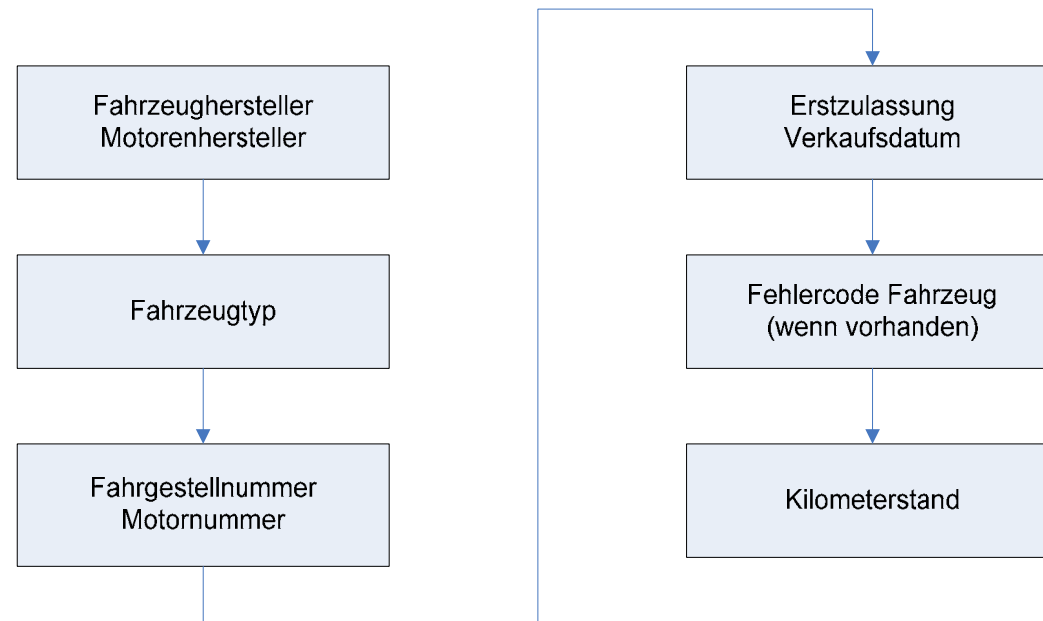 Fahrzeughersteller
Motorenhersteller
Fahrzeugtyp
Fahrgestellnummer
Motornummer
Erstzulassung
Verkaufsdatum
Fehlercode Fahrzeug
(wenn vorhanden)
Kilometerstand